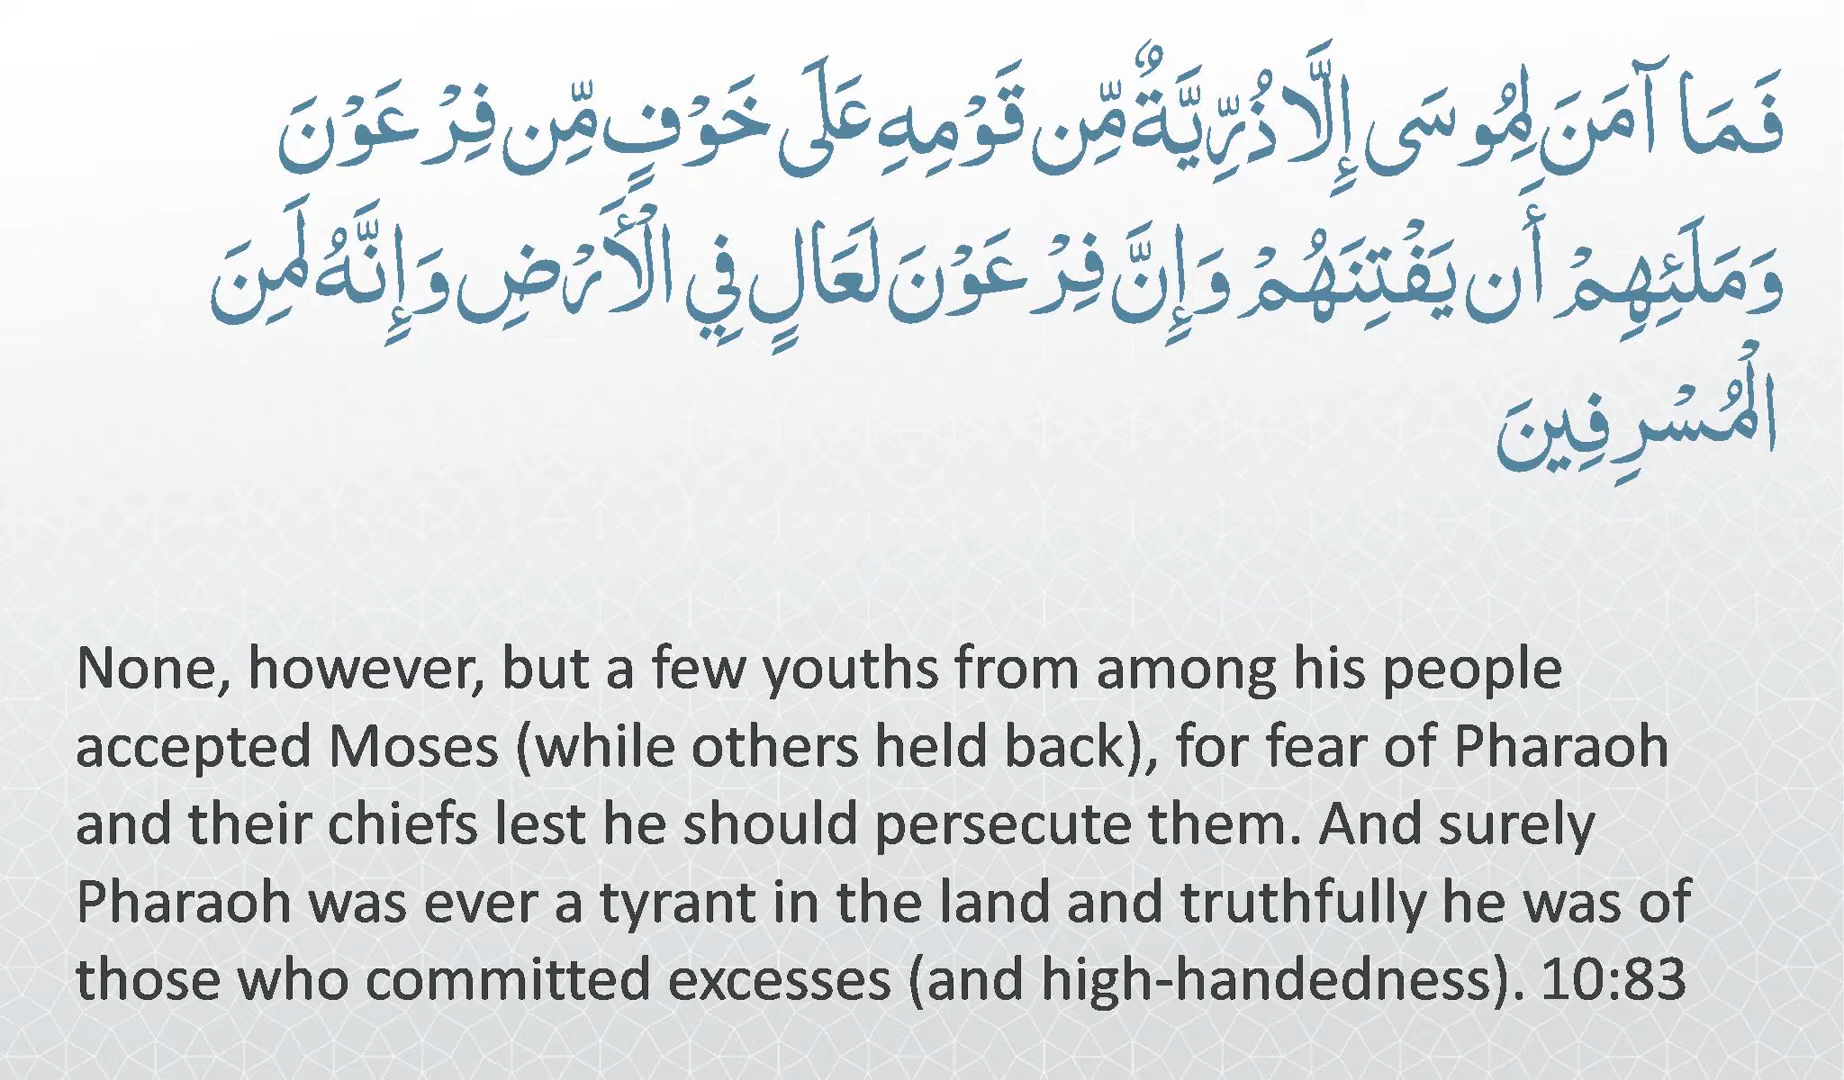 فَمَا آمَنَ لِمُوسَى إِلَّا ذُرِّيَّةٌ مِّن قَوْمِهِ عَلَى خَوْفٍ مِّن فِرْعَوْنَ
وَمَلَئِهِمْ أَن يَفْتِنَهُمْ وَإِنَّ فِرْعَوْنَ لَعَالٍ فِي الْأَرْضِ وَإِنَّهُ لَمِنَ
الْمُسْرِفِينَ
None, however, but a few youths from among his people
accepted Moses (while others held back), for fear of Pharaoh
and their chiefs lest he should persecute them. And surely
Pharaoh was ever a tyrant in the land and truthfully he was of
those who committed excesses (and high-handedness). 10:83